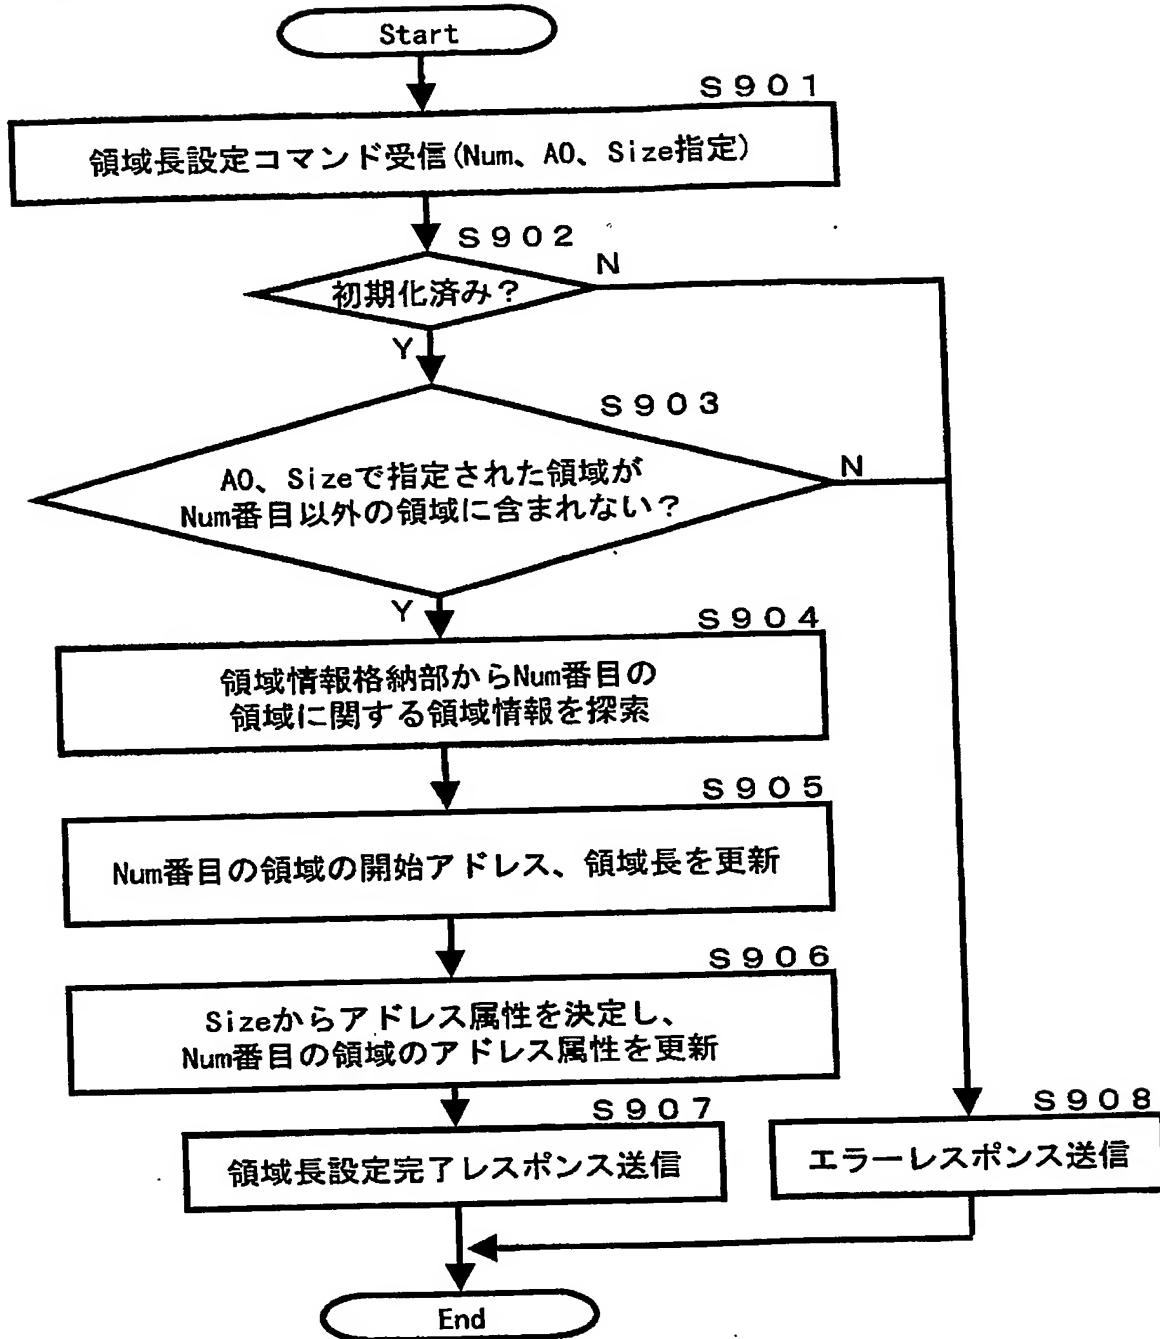 Start
S901
領域長設定コマンド受信(Num、A0、Size指定)
S902
初期化済み？
N
Y
S903
A0、Sizeで指定された領域が
Num番目以外の領域に含まれない？
N
Y
S904
領域情報格納部からNum番目の
領域に関する領域情報を探索
S905
Num番目の領域の開始アドレス、領域長を更新
S906
Sizeからアドレス属性を決定し、
Num番目の領域のアドレス属性を更新
S907
領域長設定完了レスポンス送信
S908
エラーレスポンス送信
End